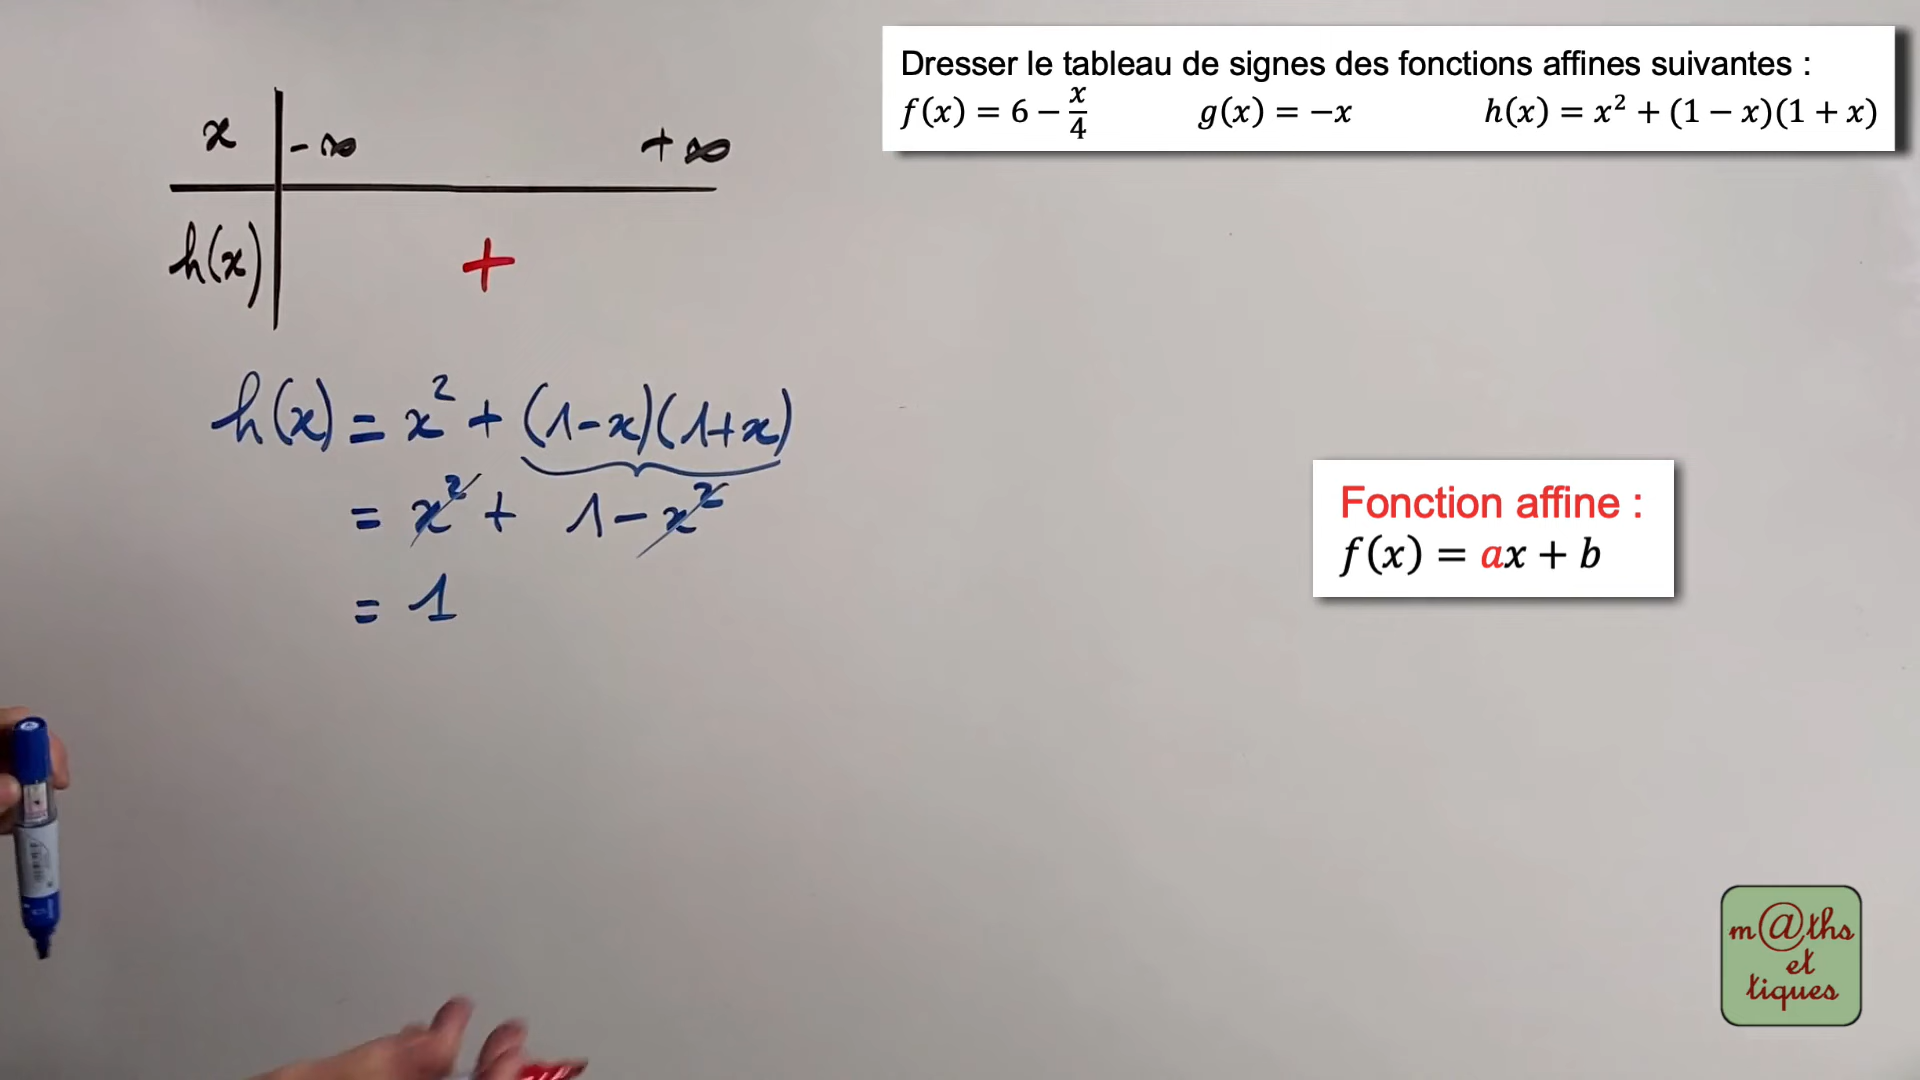 Dresser le tableau de signes des fonctions affines suivantes :
f(x) = 6 − x/4 g(x) = −x h(x) = x² + (1 − x)(1 + x)
x -∞ +∞
h(x) +
h(x) = x² + (1-x)(1+x)
= x² + 1-x²
= 1
Fonction affine :
f(x) = ax + b
m@ths
et
tiques